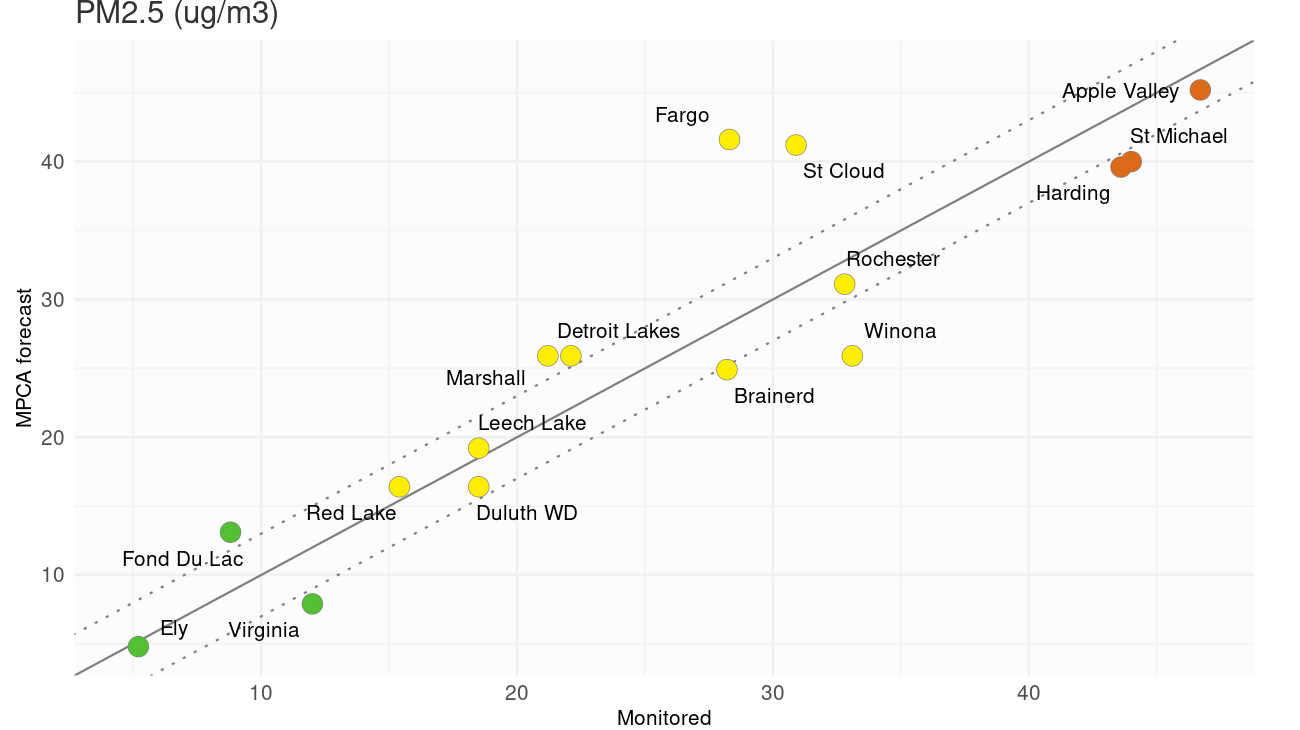 PM2.5 (ug/m3)
Apple Valley
Fargo
St Michael
St Cloud
40
Harding
Rochester
MPCA forecast
30
Detroit Lakes
Winona
Marshall
Brainerd
Leech Lake
20
Red Lake
Duluth WD
Fond Du Lac
10
Ely
Virginia
10
20
30
40
Monitored